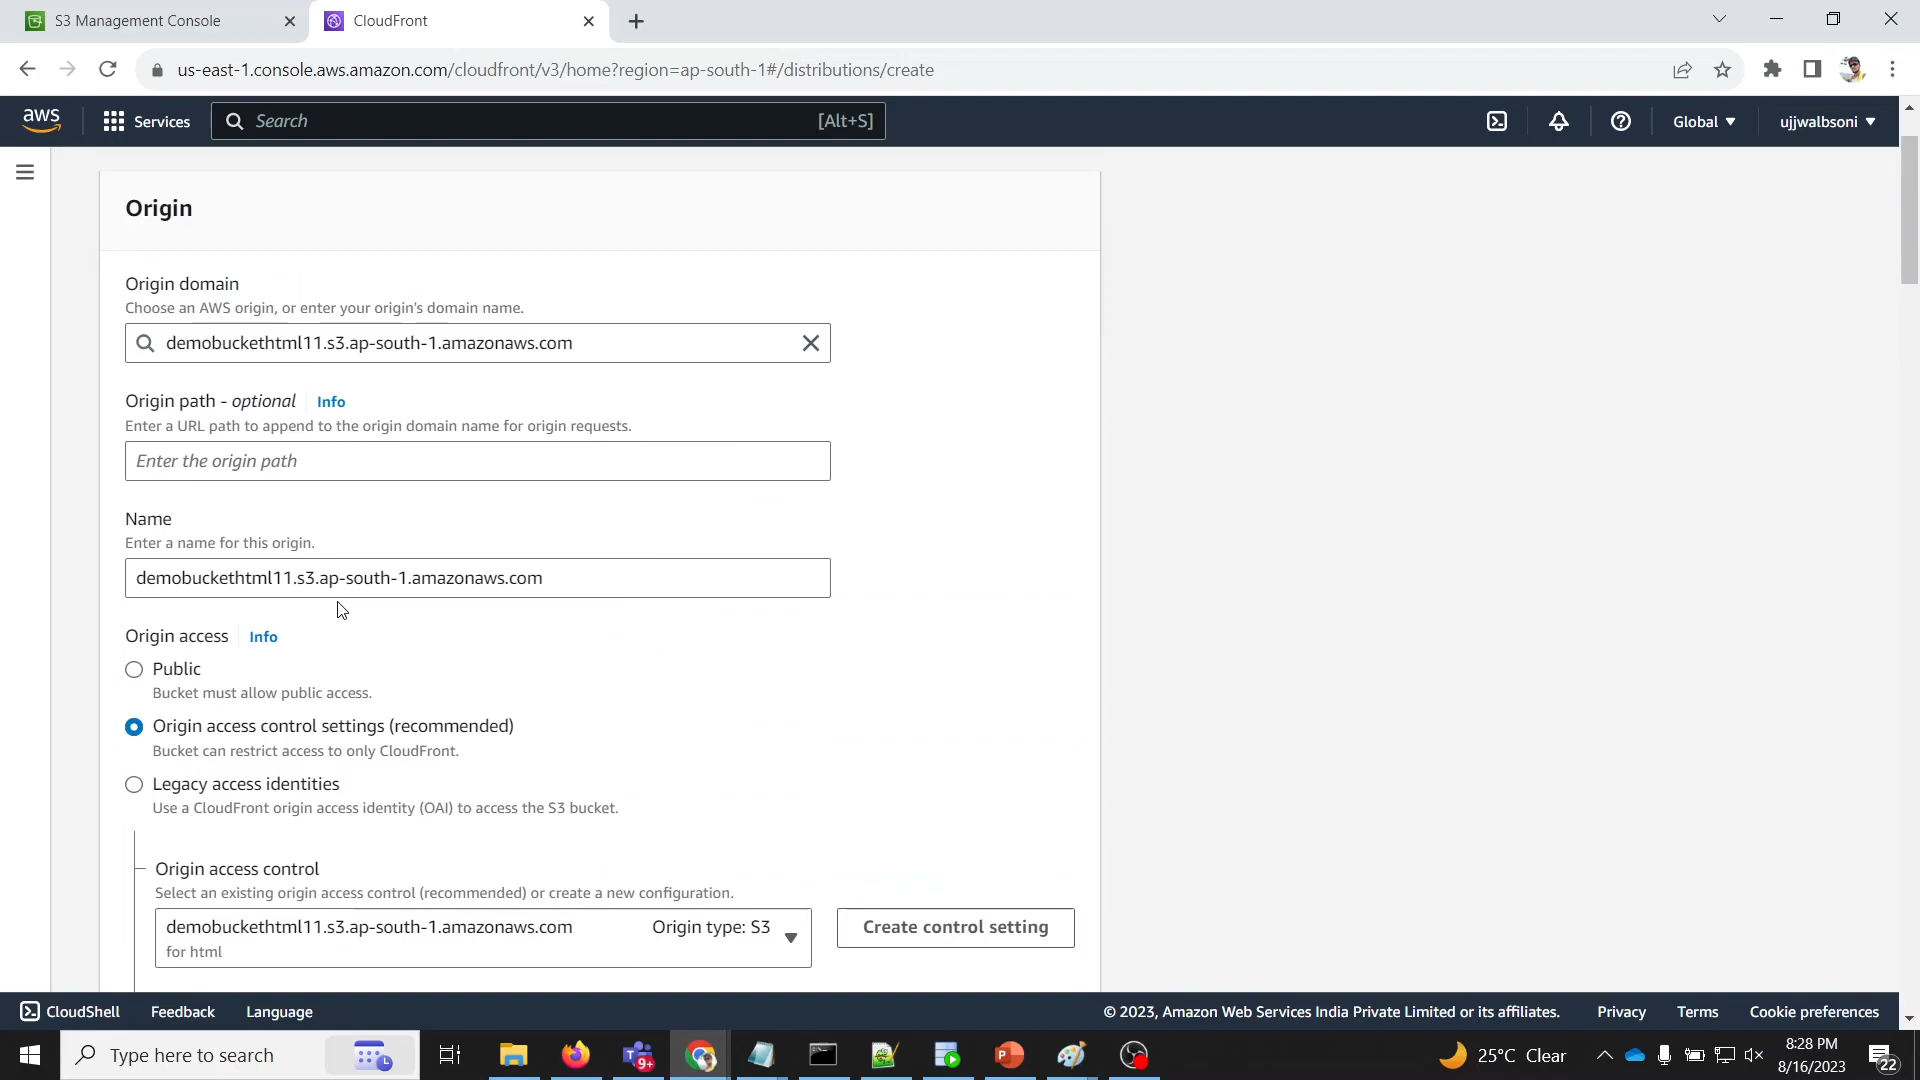 S3 Management Console
CloudFront
us-east-1.console.aws.amazon.com/cloudfront/v3/home?region=ap-south-1#/distributions/create
aws
Services
Search
[Alt+S]
Global
ujjwalbsoni
Origin
Origin domain
Choose an AWS origin, or enter your origin's domain name.
demobuckethtml11.s3.ap-south-1.amazonaws.com
Origin path - optional
Info
Enter a URL path to append to the origin domain name for origin requests.
Enter the origin path
Name
Enter a name for this origin.
demobuckethtml11.s3.ap-south-1.amazonaws.com
Origin access
Info
Public
Bucket must allow public access.
Origin access control settings (recommended)
Bucket can restrict access to only CloudFront.
Legacy access identities
Use a CloudFront origin access identity (OAI) to access the S3 bucket.
Origin access control
Select an existing origin access control (recommended) or create a new configuration.
demobuckethtml11.s3.ap-south-1.amazonaws.com
Origin type: S3
for html
Create control setting
CloudShell
Feedback
Language
© 2023, Amazon Web Services India Private Limited or its affiliates.
Privacy
Terms
Cookie preferences
Type here to search
9+
25°C Clear
8:28 PM
8/16/2023
22